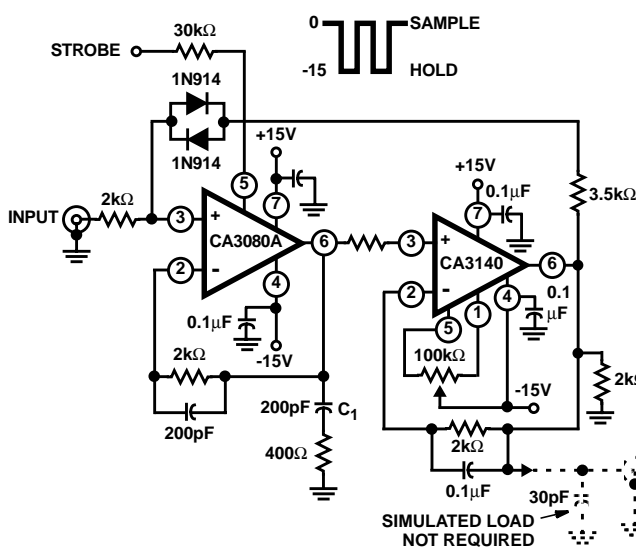 30kΩ
0
SAMPLE
STROBE
-15
HOLD
1N914
1N914
+15V
+15V
0.1µF
3.5kΩ
2kΩ
5
7
7
INPUT
3
+
CA3080A
6
3
+
CA3140
6
2
-
4
2
-
4
0.1
µF
5
1
0.1µF
-15V
100kΩ
2kΩ
-15V
2k
200pF
C1
200pF
2kΩ
400Ω
0.1µF
30pF
SIMULATED LOAD
NOT REQUIRED